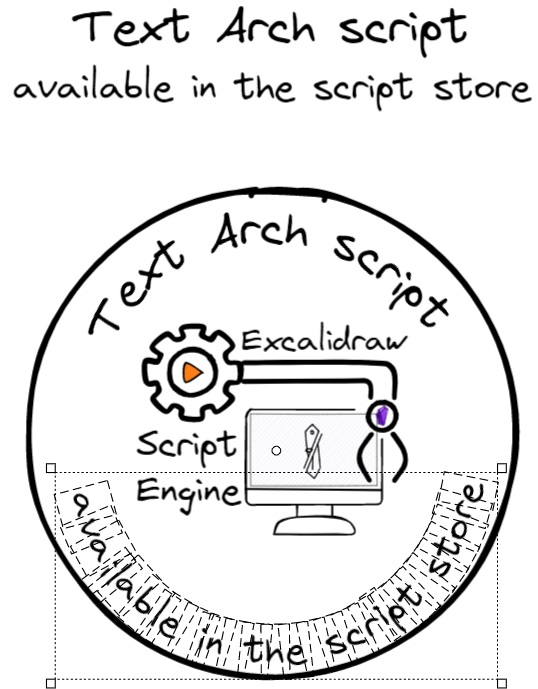 Text Arch script
available in the script store
Text Arch script
Excalidraw
Script
Engine
available in the script store